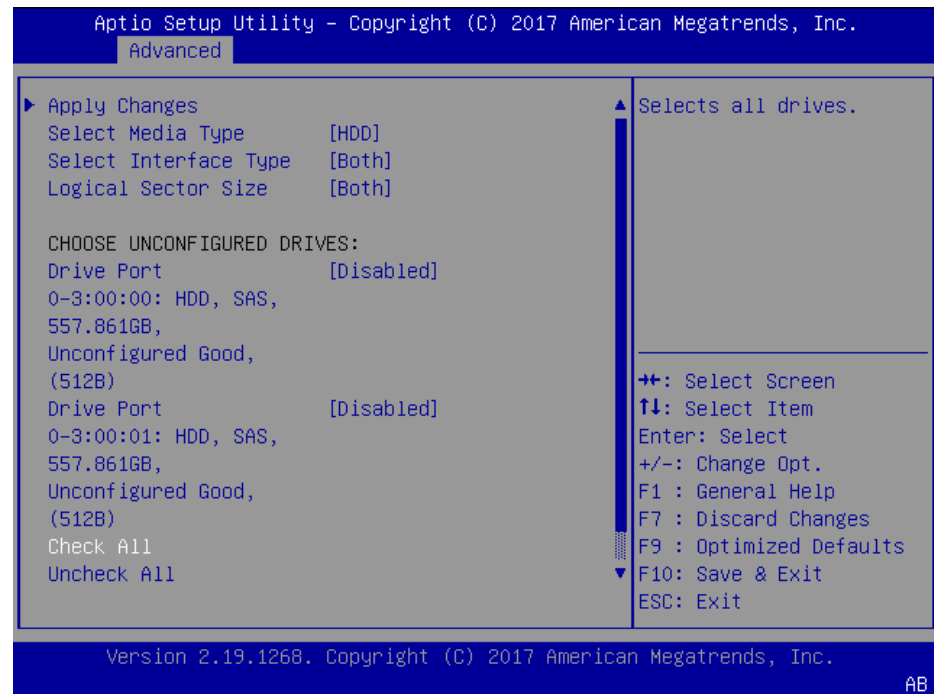 Aptio Setup Utility – Copyright (C) 2017 American Megatrends, Inc.
Advanced
Apply Changes
Select Media Type [HDD]
Select Interface Type [Both]
Logical Sector Size [Both]
CHOOSE UNCONFIGURED DRIVES:
Drive Port [Disabled]
0-3:00:00: HDD, SAS,
557.861GB,
Unconfigured Good,
(512B)
Drive Port [Disabled]
0-3:00:01: HDD, SAS,
557.861GB,
Unconfigured Good,
(512B)
Check All
Uncheck All
Selects all drives.
→←: Select Screen
↑↓: Select Item
Enter: Select
+/-: Change Opt.
F1 : General Help
F7 : Discard Changes
F9 : Optimized Defaults
F10: Save & Exit
ESC: Exit
Version 2.19.1268. Copyright (C) 2017 American Megatrends, Inc.
AB